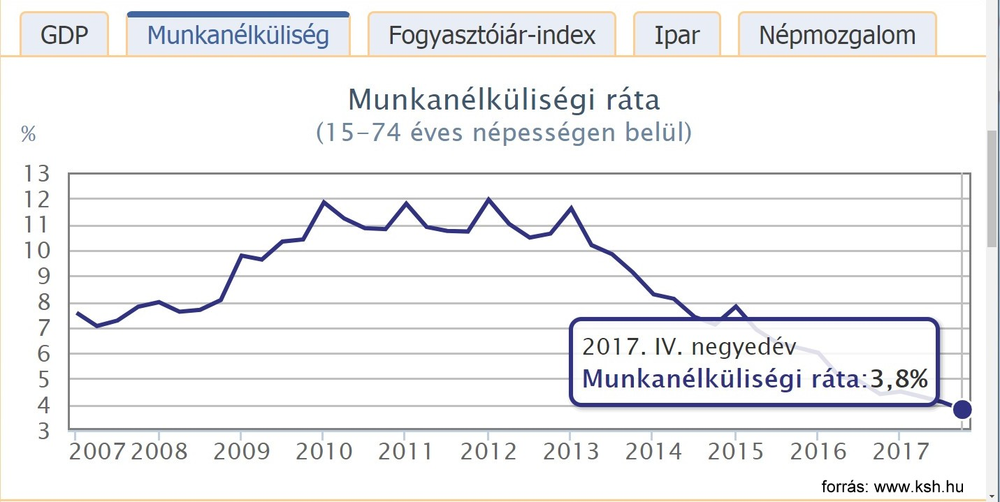 GDP Munkanélküliség Fogyasztóiár-index Ipar Népmozgalom
Munkanélküliségi ráta
(15–74 éves népességen belül)
%
13
12
11
10
9
8
7
6
5
4
3
2017. IV. negyedév
Munkanélküliségi ráta:3,8%
2007 2008 2009 2010 2011 2012 2013 2014 2015 2016 2017
forrás: www.ksh.hu